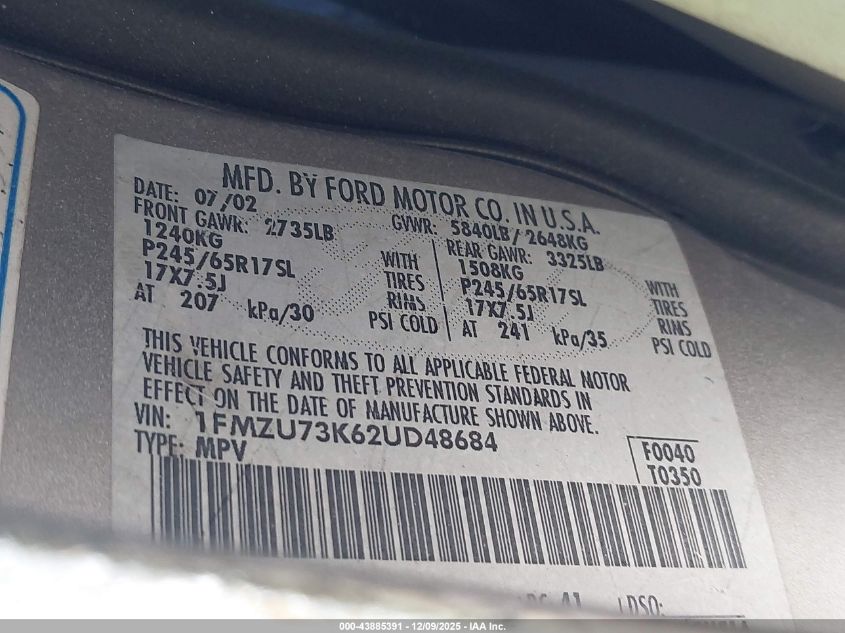 MFD. BY FORD MOTOR CO. IN U.S.A.
DATE: 07/02 GVWR: 5840LB / 2648KG
FRONT GAWR: 2735LB REAR GAWR: 3325LB
1240KG 1508KG
P245/65R17SL WITH TIRES P245/65R17SL WITH TIRES
17X7.5J RINS 17X7.5J RINS
AT 207 kPa/30 PSI COLD AT 241 kPa/35 PSI COLD
THIS VEHICLE CONFORMS TO ALL APPLICABLE FEDERAL MOTOR
VEHICLE SAFETY AND THEFT PREVENTION STANDARDS IN
EFFECT ON THE DATE OF MANUFACTURE SHOWN ABOVE.
VIN: 1FMZU73K62UD48684
TYPE: MPV
F0040
T0350
41 DSO:
000-43885391 - 12/09/2025 - IAA Inc.